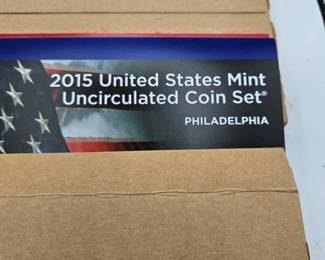 2015 United States Mint
Uncirculated Coin Set®
PHILADELPHIA